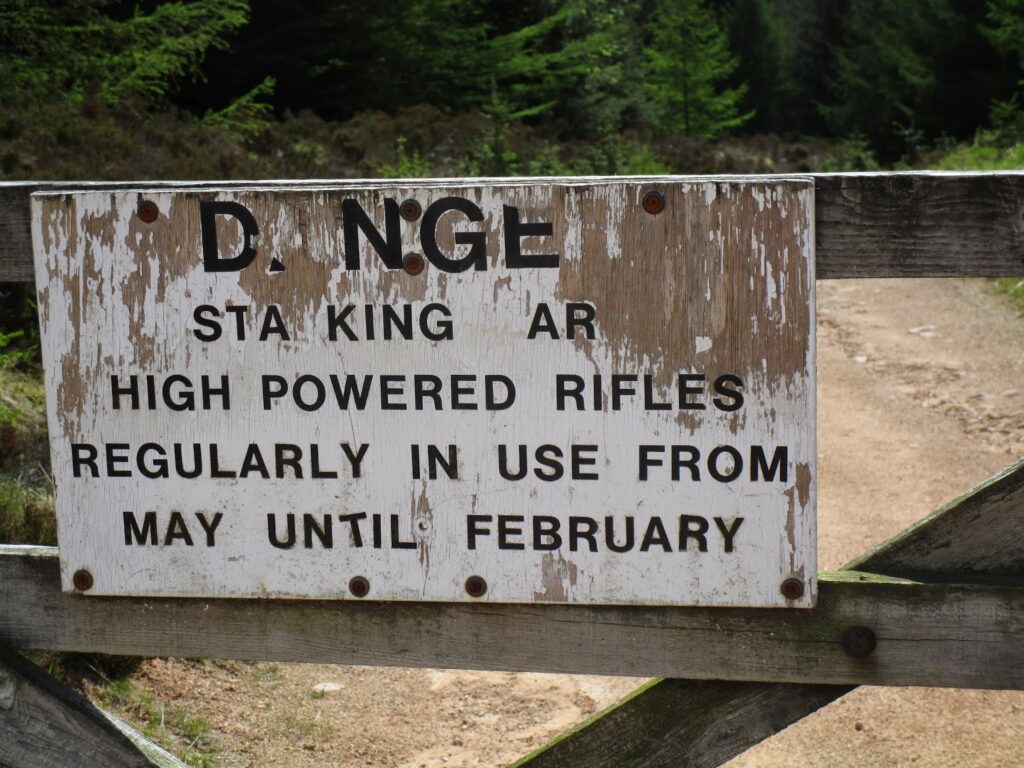 D NGE
STA KING AR
HIGH POWERED RIFLES
REGULARLY IN USE FROM
MAY UNTIL FEBRUARY